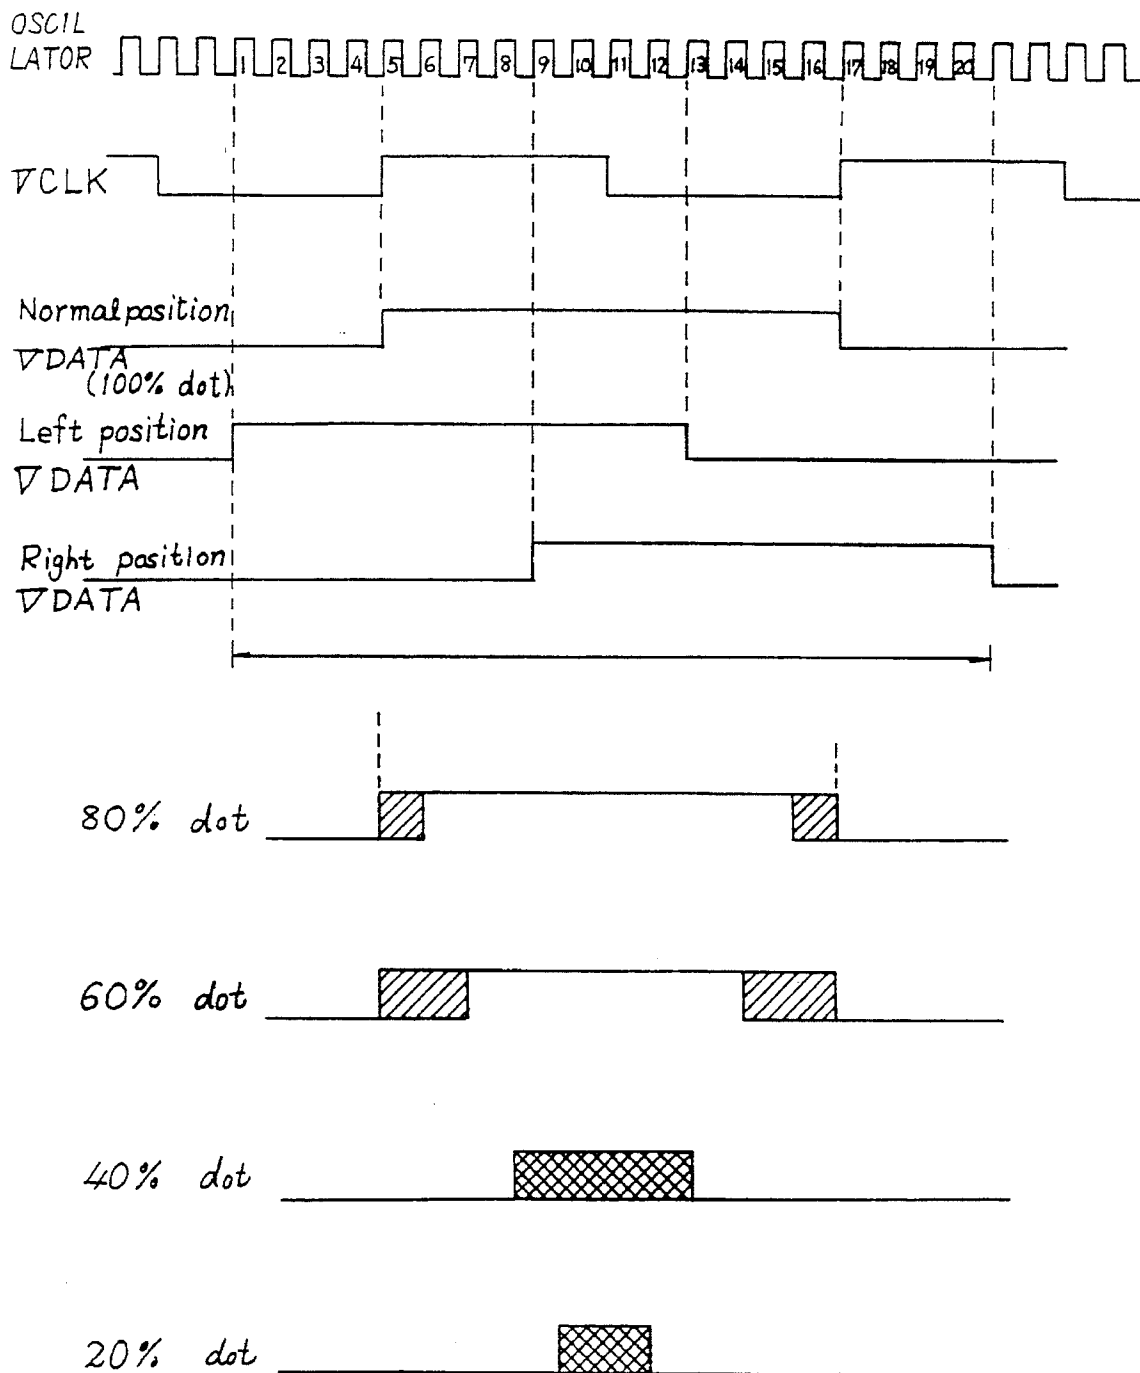 OSCIL
LATOR
1 2 3 4 5 6 7 8 9 10 11 12 13 14 15 16 17 18 19 20
VCLK
Normal position
VDATA
(100% dot)
Left position
VDATA
Right position
VDATA
80% dot
60% dot
40% dot
20% dot